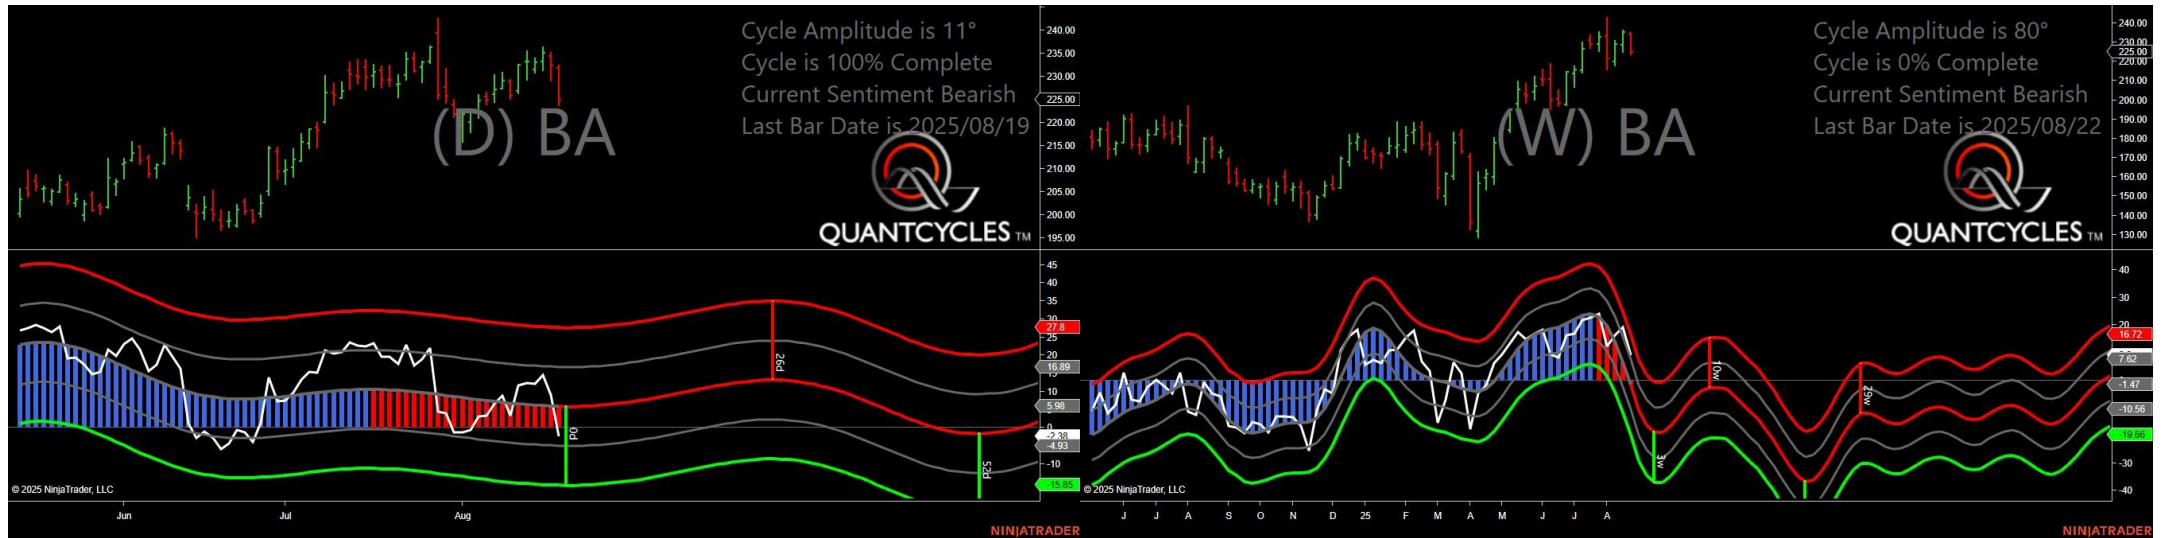 Cycle Amplitude is 11°
Cycle is 100% Complete
Current Sentiment Bearish
Last Bar Date is 2025/08/19
(D) BA
QUANTCYCLES TM
240.00
235.00
230.00
225.00
220.00
215.00
210.00
205.00
200.00
195.00
45
40
35
30
27.8
25
20
16.89
15
10
5.98
0
-2.38
-4.93
-10
-15.85
0d
26d
52d
© 2025 NinjaTrader, LLC
Jun Jul Aug
NINJATRADER
Cycle Amplitude is 80°
Cycle is 0% Complete
Current Sentiment Bearish
Last Bar Date is 2025/08/22
(W) BA
QUANTCYCLES TM
240.00
230.00
225.00
220.00
210.00
200.00
190.00
180.00
170.00
160.00
150.00
140.00
130.00
40
30
20
16.72
7.62
-1.47
-10.56
-19.66
-30
-40
3w
10w
29w
© 2025 NinjaTrader, LLC
J J A S O N D 25 F M A M J J A
NINJATRADER